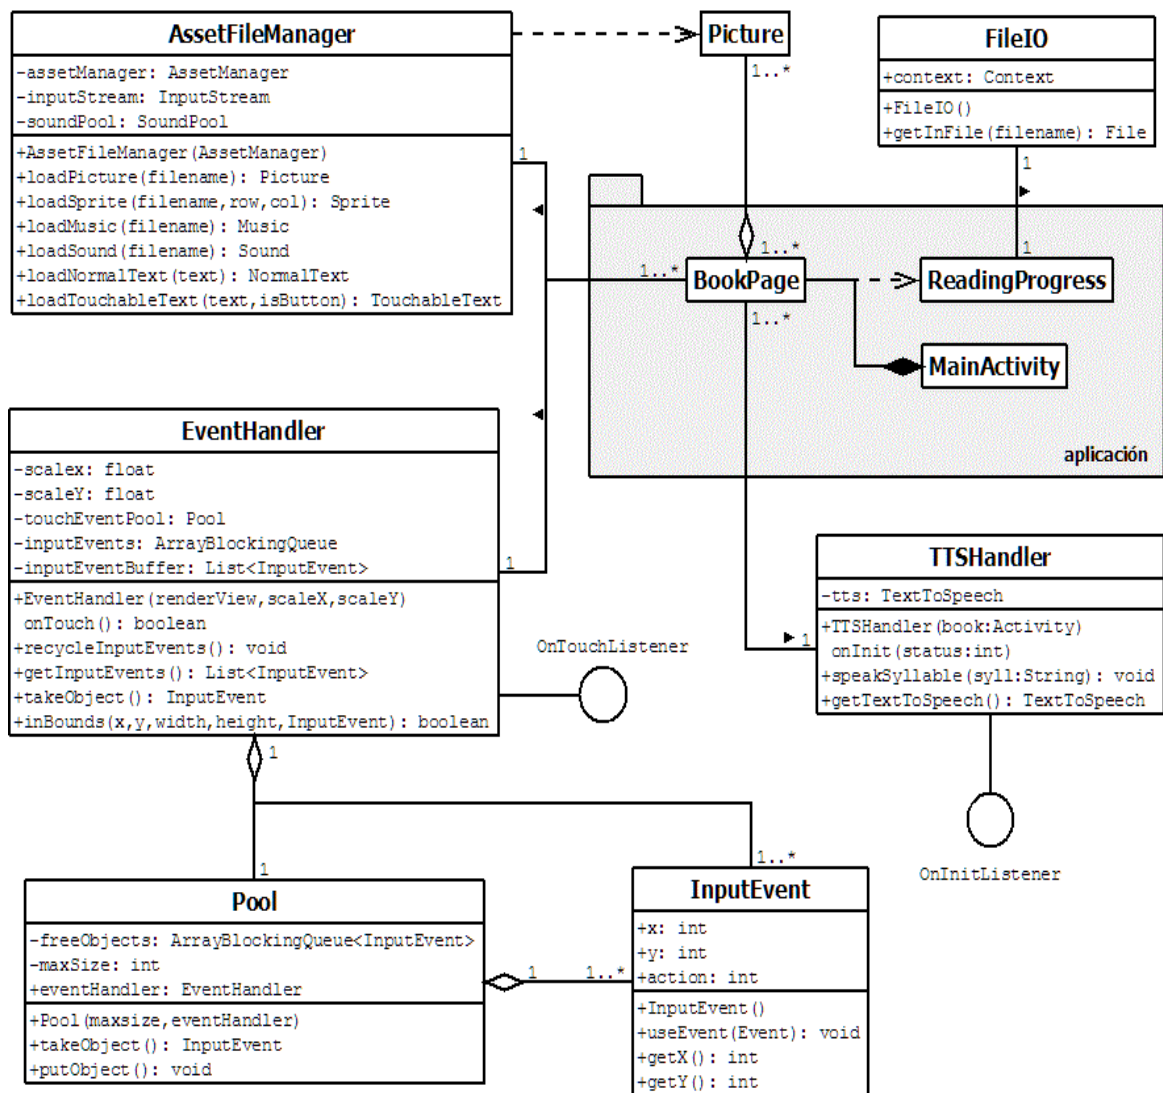 AssetFileManager
-assetManager: AssetManager
-inputStream: InputStream
-soundPool: SoundPool
+AssetFileManager(AssetManager)
+loadPicture(filename): Picture
+loadSprite(filename,row,col): Sprite
+loadMusic(filename): Music
+loadSound(filename): Sound
+loadNormalText(text): NormalText
+loadTouchableText(text,isButton): TouchableText
1
Picture
1..*
FileIO
+context: Context
+FileIO()
+getInFile(filename): File
1
1
1..*
1..*
BookPage
1..*
ReadingProgress
MainActivity
aplicación
EventHandler
-scalex: float
-scaleY: float
-touchEventPool: Pool
-inputEvents: ArrayBlockingQueue
-inputEventBuffer: List<InputEvent>
1
+EventHandler(renderView,scaleX,scaleY)
onTouch(): boolean
+recycleInputEvents(): void
+getInputEvents(): List<InputEvent>
+takeObject(): InputEvent
+inBounds(x,y,width,height,InputEvent): boolean
1
OnTouchListener
TTSHandler
-tts: TextToSpeech
1
+TTSHandler(book:Activity)
onInit(status:int)
+speakSyllable(syll:String): void
+getTextToSpeech(): TextToSpeech
OnInitListener
1
Pool
-freeObjects: ArrayBlockingQueue<InputEvent>
-maxSize: int
+eventHandler: EventHandler
+Pool(maxsize,eventHandler)
+takeObject(): InputEvent
+putObject(): void
1
1..*
1..*
InputEvent
+x: int
+y: int
+action: int
+InputEvent()
+useEvent(Event): void
+getX(): int
+getY(): int